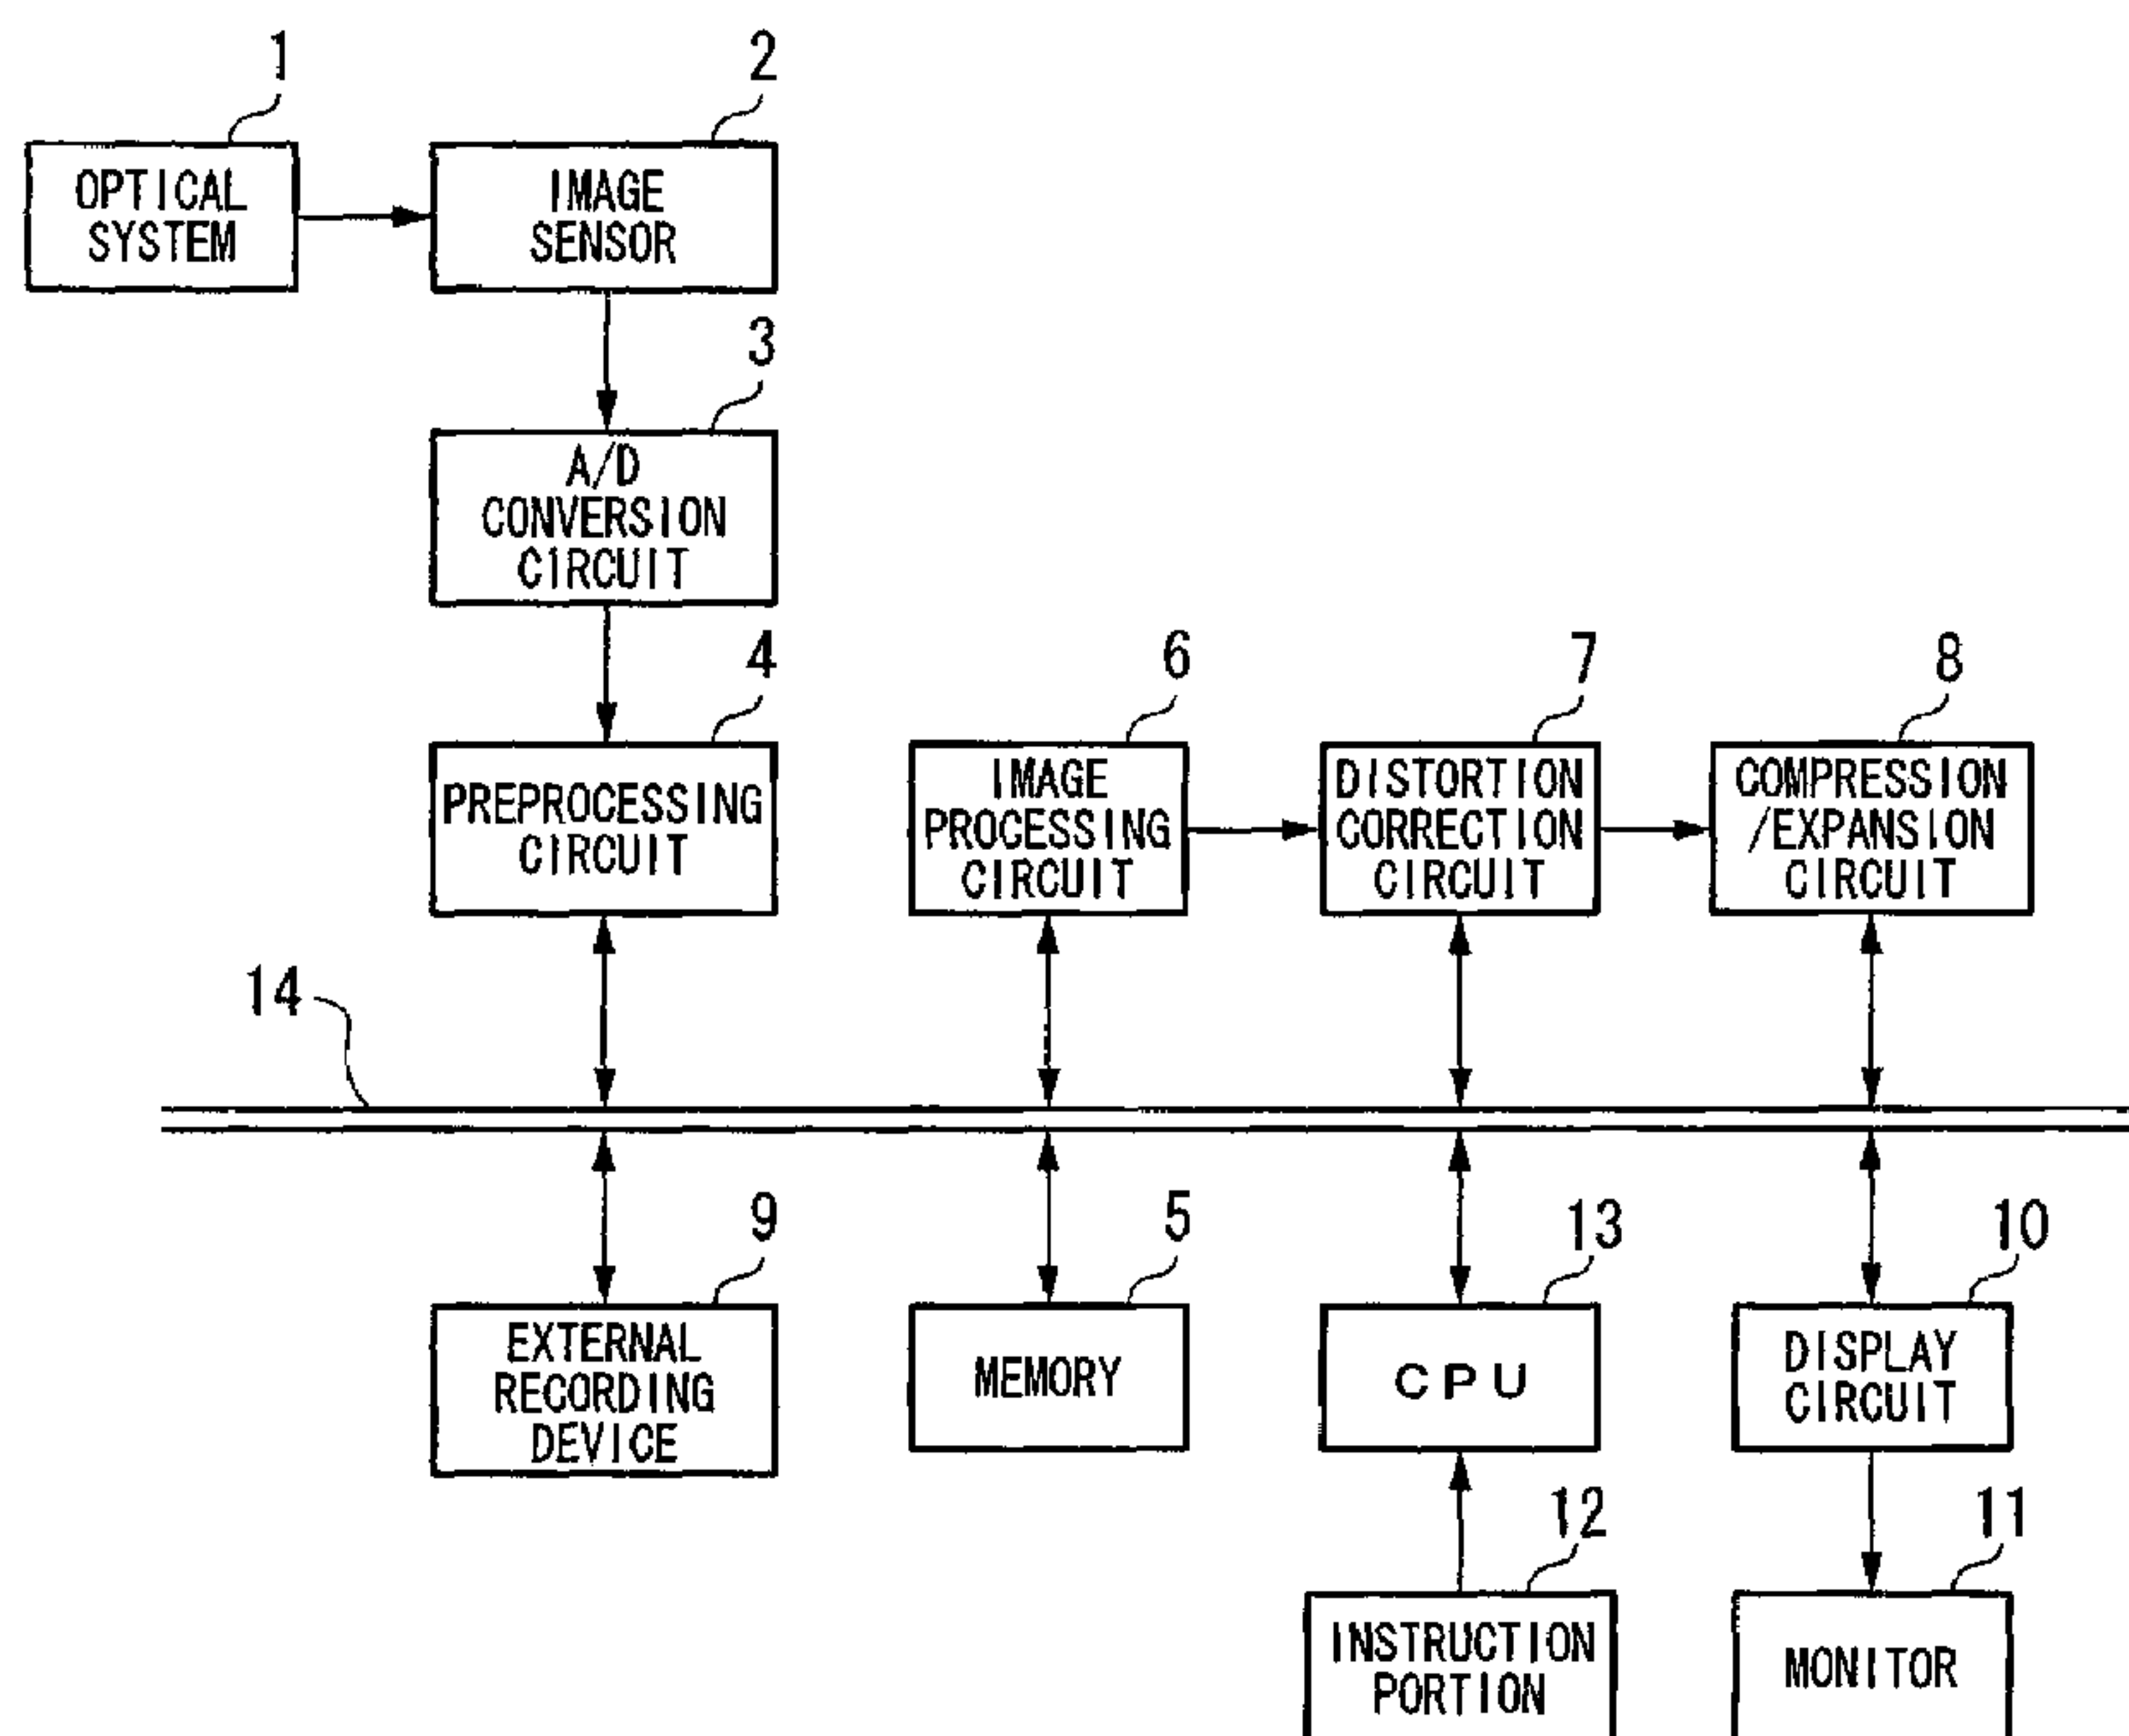 1
OPTICAL
SYSTEM
2
IMAGE
SENSOR
3
A/D
CONVERSION
CIRCUIT
4
PREPROCESSING
CIRCUIT
6
IMAGE
PROCESSING
CIRCUIT
7
DISTORTION
CORRECTION
CIRCUIT
8
COMPRESSION
/EXPANSION
CIRCUIT
14
9
EXTERNAL
RECORDING
DEVICE
5
MEMORY
13
CPU
10
DISPLAY
CIRCUIT
12
INSTRUCTION
PORTION
11
MONITOR